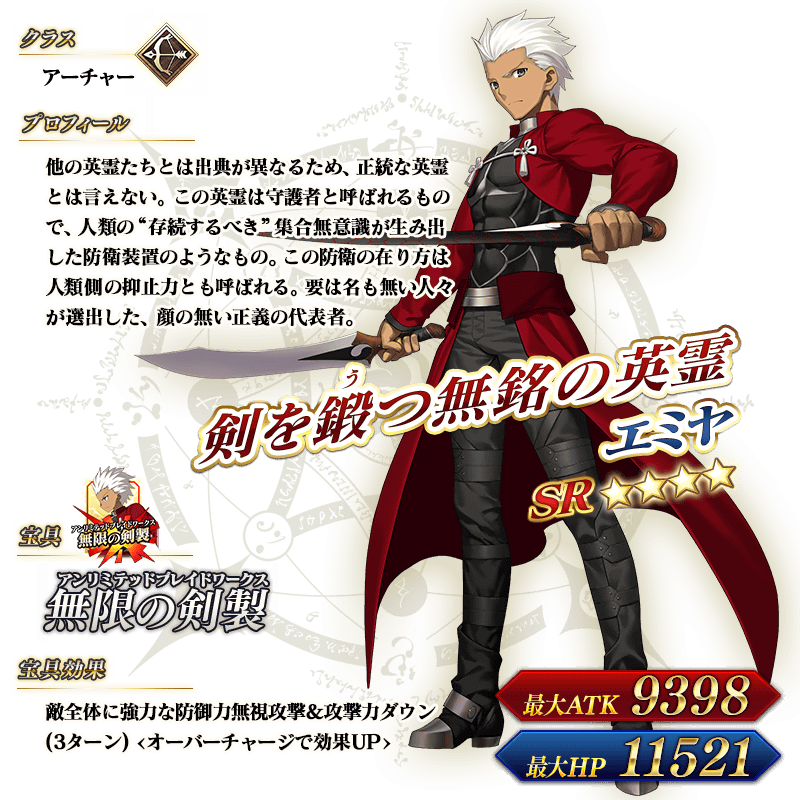 クラス
アーチャー
プロフィール
他の英霊たちとは出典が異なるため、正統な英霊
とは言えない。この英霊は守護者と呼ばれるもの
で、人類の“存続するべき”集合無意識が生み出
した防衛装置のようなもの。この防衛の在り方は
人類側の抑止力とも呼ばれる。要は名も無い人々
が選出した、顔の無い正義の代表者。
う
剣を鍛つ無銘の英霊
エミヤ
SR
宝具
アンリミテッドブレイドワークス
無限の剣製
アンリミテッドブレイドワークス
無限の剣製
宝具効果
敵全体に強力な防御力無視攻撃&攻撃力ダウン
(3ターン) <オーバーチャージで効果UP>
最大ATK 9398
最大HP 11521